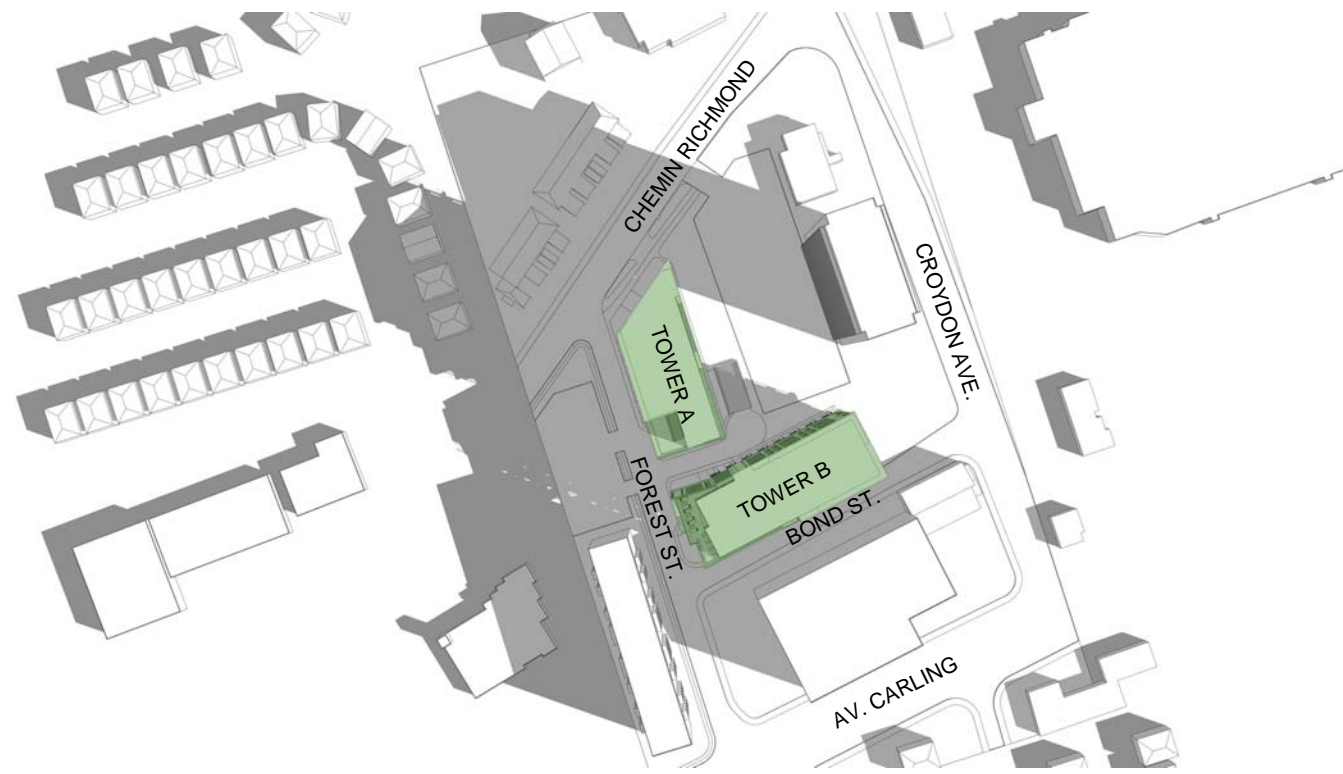 CHEMIN RICHMOND
CROYDON AVE.
TOWER A
TOWER B
FOREST ST.
BOND ST.
AV. CARLING